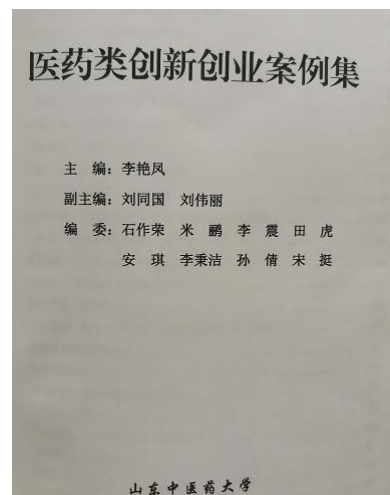 医药类创新创业案例集
主 编：李艳凤
副主编：刘同国 刘伟丽
编 委：石作荣 米 鹂 李 震 田 虎
安 琪 李秉洁 孙 倩 宋 挺
山东中医药大学